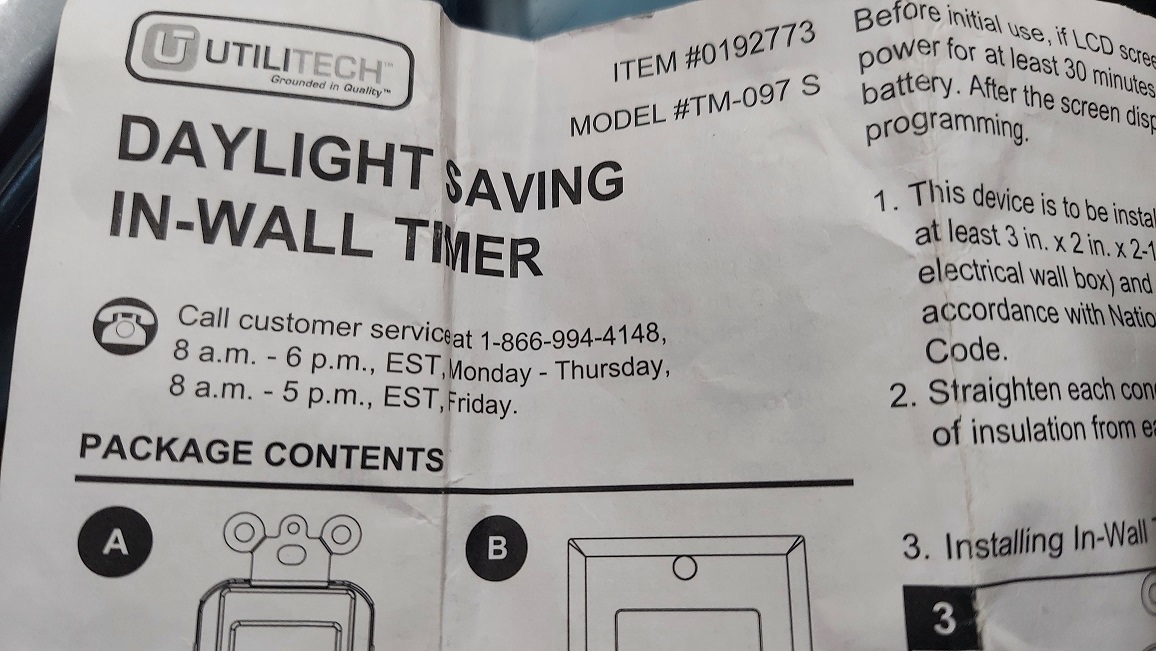 UTILITECH™
Grounded in Quality™
ITEM #0192773
MODEL #TM-097 S
DAYLIGHT SAVING
IN-WALL TIMER
Call customer service at 1-866-994-4148,
8 a.m. - 6 p.m., EST, Monday - Thursday,
8 a.m. - 5 p.m., EST, Friday.
PACKAGE CONTENTS
A
B
Before initial use, if LCD
power for at least 30 minutes
battery. After the screen
programming.
1. This device is to be
at least 3 in. x 2 in. x
electrical wall box) and
accordance with
Code.
2. Straighten each
of insulation from
3. Installing In-Wall
3